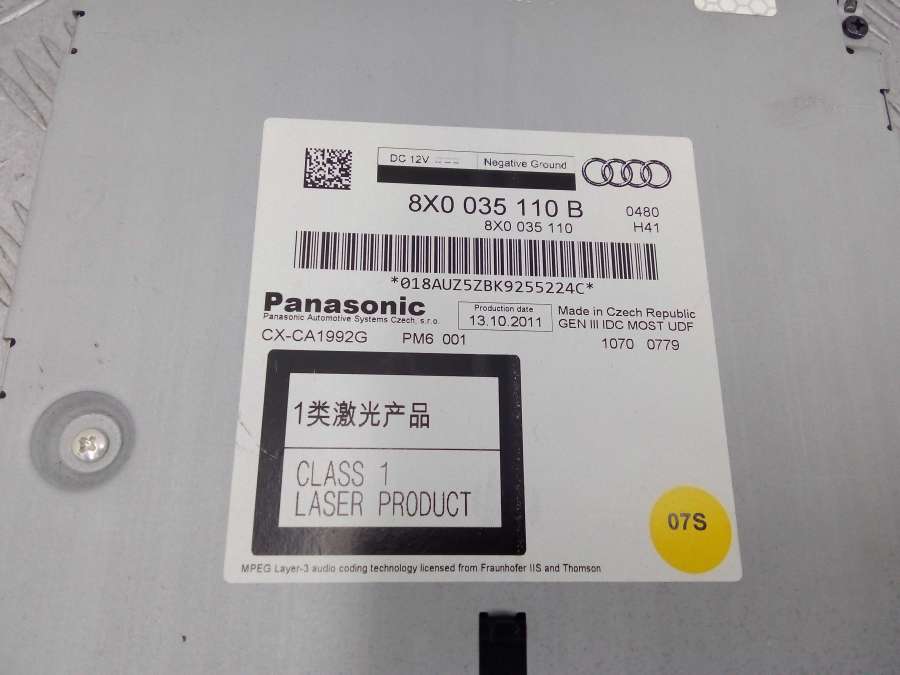 DC 12V Negative Ground
8X0 035 110 B 0480
8X0 035 110 H41
*018AUZ5ZBK9255224C*
Panasonic
Panasonic Automotive Systems Czech, s.r.o.
Production date
13.10.2011
Made in Czech Republic
GEN III IDC MOST UDF
CX-CA1992G PM6 001 1070 0779
1类激光产品
CLASS 1
LASER PRODUCT
07S
MPEG Layer-3 audio coding technology licensed from Fraunhofer IIS and Thomson